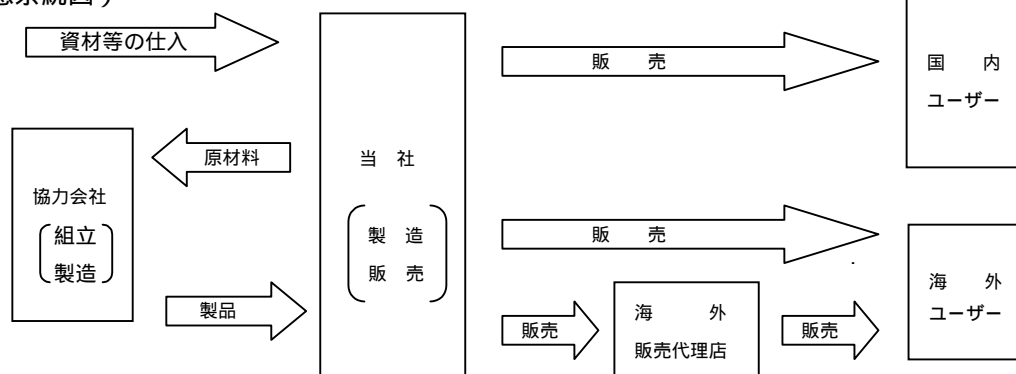 系統図）
資材等の仕入
販　売
国　内
ユーザー
原材料
当　社
協力会社
組立
製造
製　造
販　売
販　売
製品
海　外
販売代理店
販売
販売
海　外
ユーザー